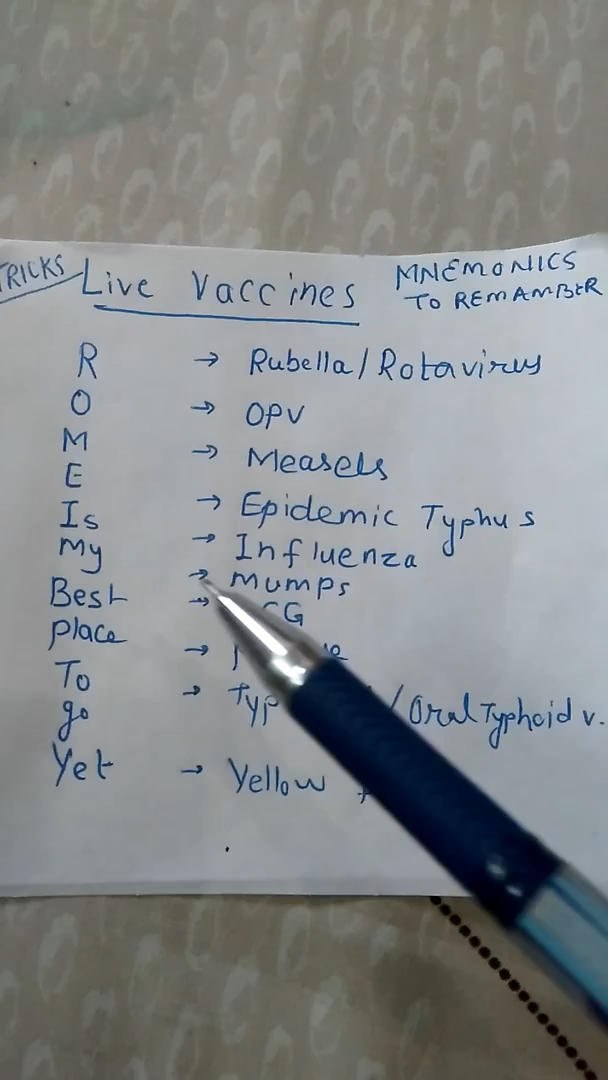 TRICKS Live Vaccines MNEMONICS
TO REMAMBER
R → Rubella/Rotavirus
O → OPV
M → Measels
E → Epidemic Typhus
Is → Influenza
My → Mumps
Best →
place →
To → /Oral Typhoid v.
go
Yet → Yellow